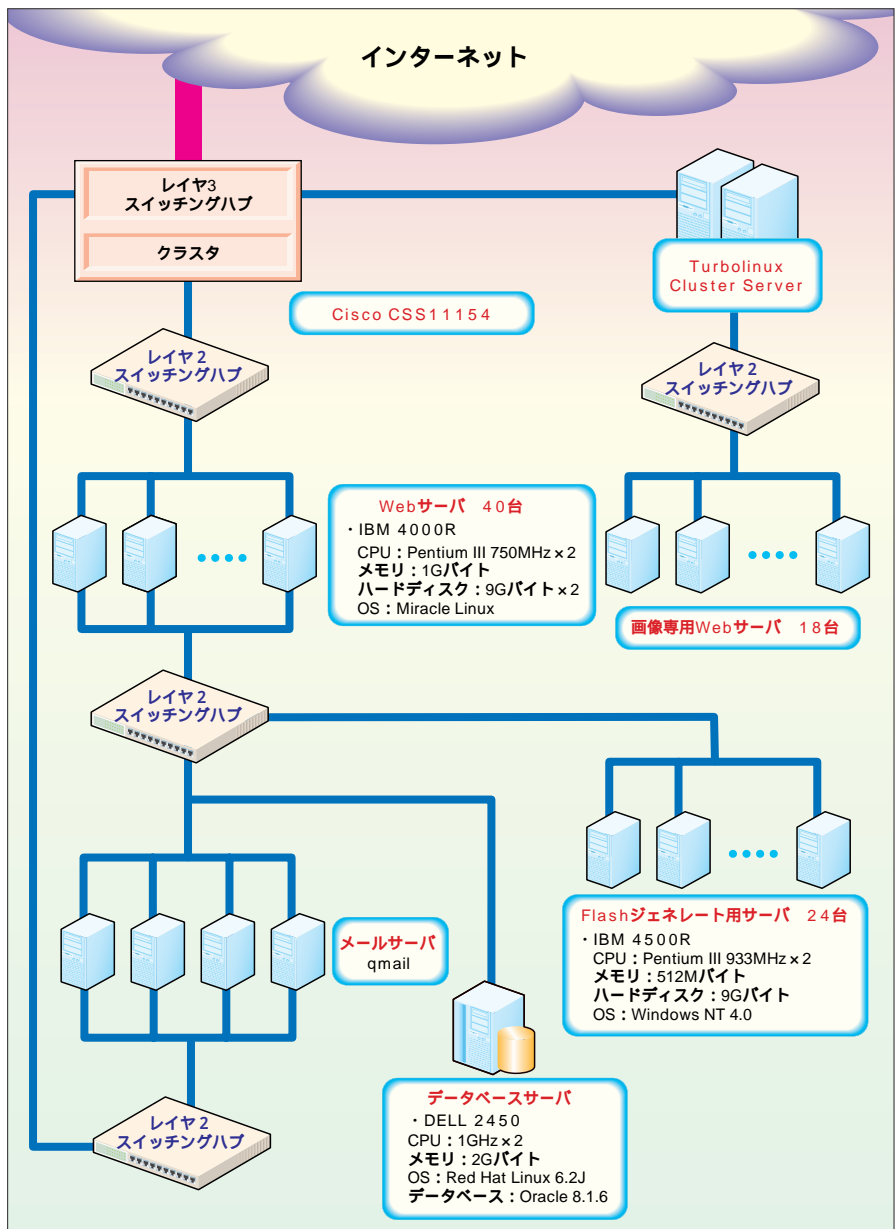 インターネット
レイヤ3
スイッチングハブ
クラスタ
Turbolinux
Cluster Server
Cisco CSS11154
レイヤ2
スイッチングハブ
レイヤ2
スイッチングハブ
Webサーバ 40台
・IBM 4000R
CPU：Pentium III 750MHz×2
メモリ：1Gバイト
ハードディスク：9Gバイト×2
OS：Miracle Linux
画像専用Webサーバ 18台
レイヤ2
スイッチングハブ
Flashジェネレート用サーバ 24台
・IBM 4500R
CPU：Pentium III 933MHz×2
メモリ：512Mバイト
ハードディスク：9Gバイト
OS：Windows NT 4.0
メールサーバ
qmail
データベースサーバ
・DELL 2450
CPU：1GHz×2
メモリ：2Gバイト
OS：Red Hat Linux 6.2J
データベース：Oracle 8.1.6
レイヤ2
スイッチングハブ